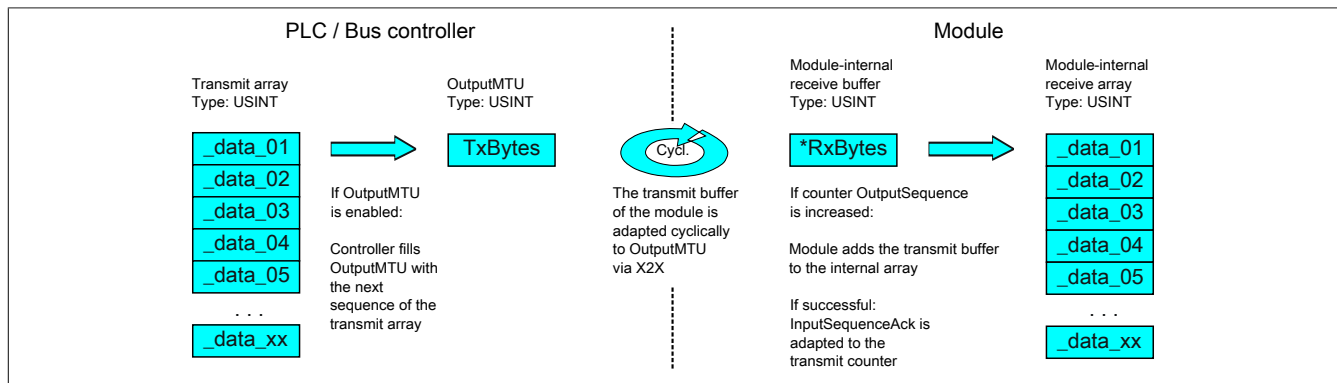 PLC / Bus controller
Transmit array
Type: USINT
_data_01
_data_02
_data_03
_data_04
_data_05
. . .
_data_xx
If OutputMTU
is enabled:
Controller fills
OutputMTU with
the next
sequence of the
transmit array
OutputMTU
Type: USINT
TxBytes
Cycl.
The transmit buffer
of the module is
adapted cyclically
to OutputMTU
via X2X
Module
Module-internal
receive buffer
Type: USINT
*RxBytes
If counter OutputSequence
is increased:
Module adds the transmit buffer
to the internal array
If successful:
InputSequenceAck is
adapted to the
transmit counter
Module-internal
receive array
Type: USINT
_data_01
_data_02
_data_03
_data_04
_data_05
. . .
_data_xx